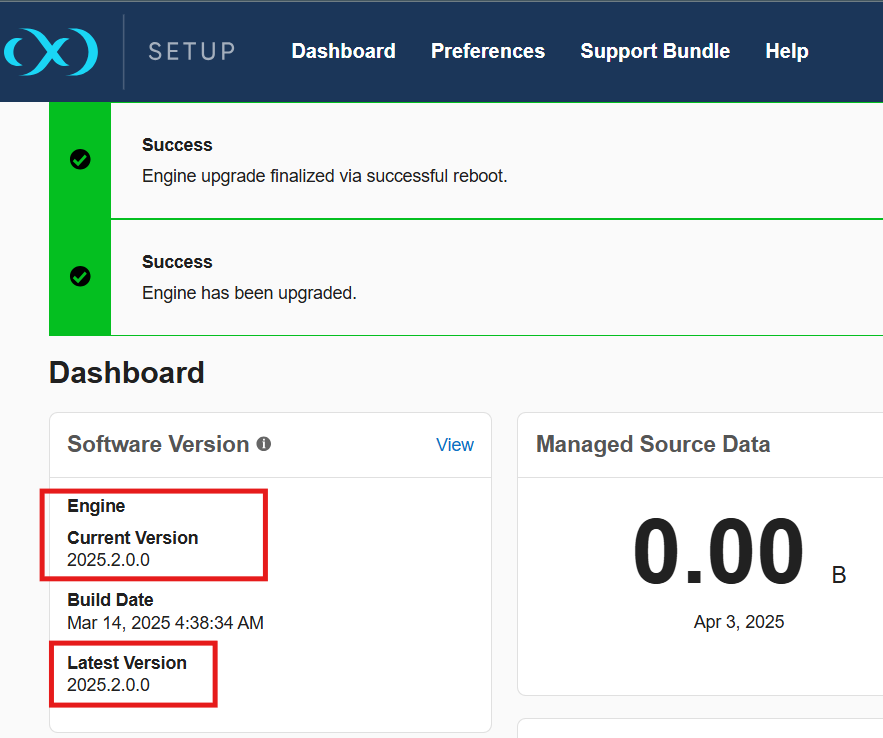 SETUP
Dashboard
Preferences
Support Bundle
Help
Success
Engine upgrade finalized via successful reboot.
Success
Engine has been upgraded.
Dashboard
Software Version
View
Engine
Current Version
2025.2.0.0
Build Date
Mar 14, 2025 4:38:34 AM
Latest Version
2025.2.0.0
Managed Source Data
0.00 B
Apr 3, 2025